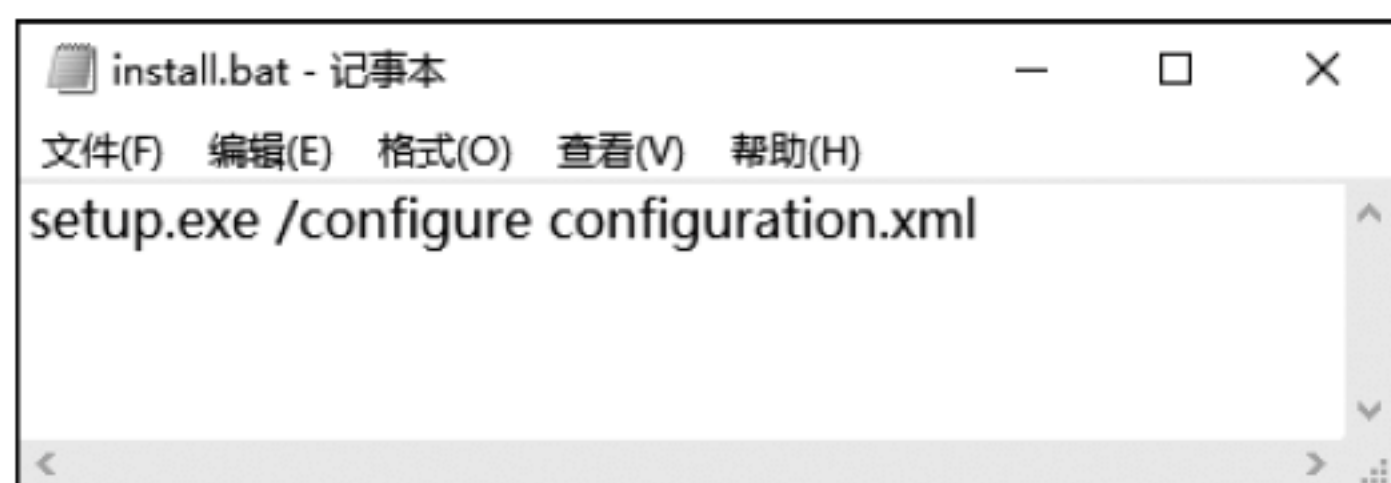 install.bat - 记事本
文件(F) 编辑(E) 格式(O) 查看(V) 帮助(H)
setup.exe /configure configuration.xml